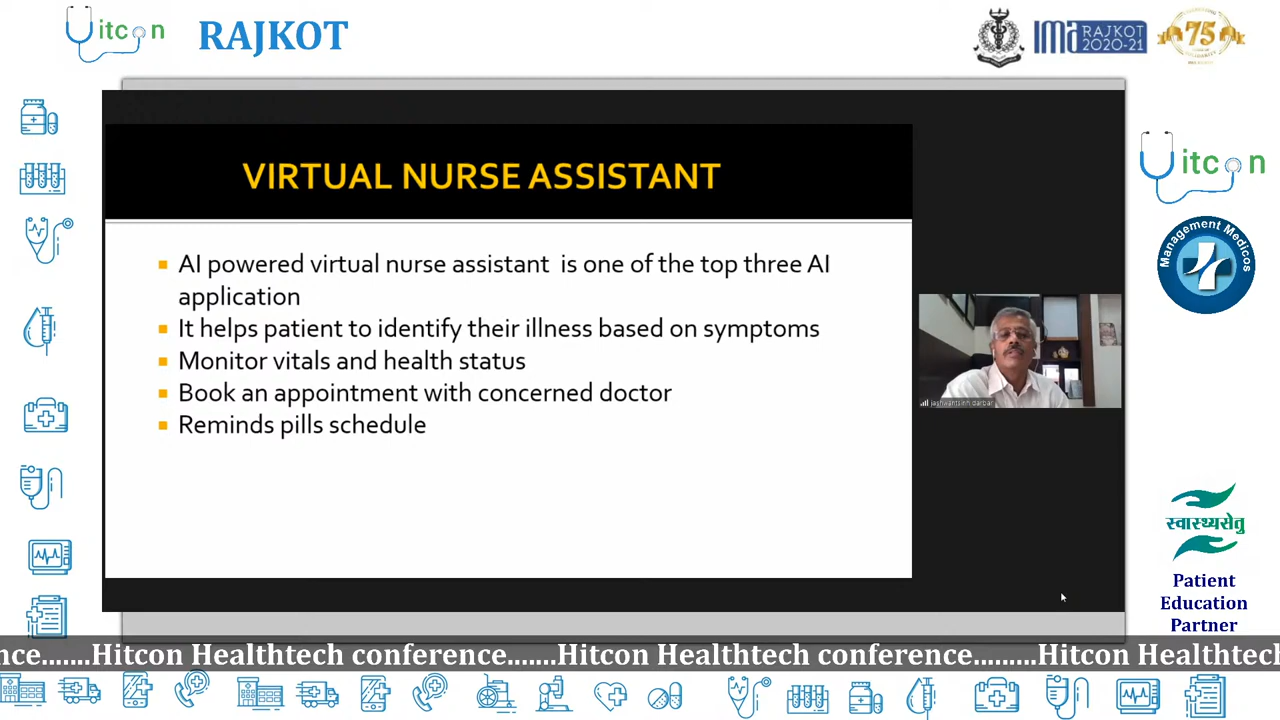 itcon
RAJKOT
ima RAJKOT
2020-21
75
VIRTUAL NURSE ASSISTANT
AI powered virtual nurse assistant is one of the top three AI
application
It helps patient to identify their illness based on symptoms
Monitor vitals and health status
Book an appointment with concerned doctor
Reminds pills schedule
jashwantsinh darbar
itcon
Management Medicos
स्वास्थ्यसेतु
Patient
Education
Partner
nce.......Hitcon Healthtech conference.......Hitcon Healthtech conference.........Hitcon Healthtech